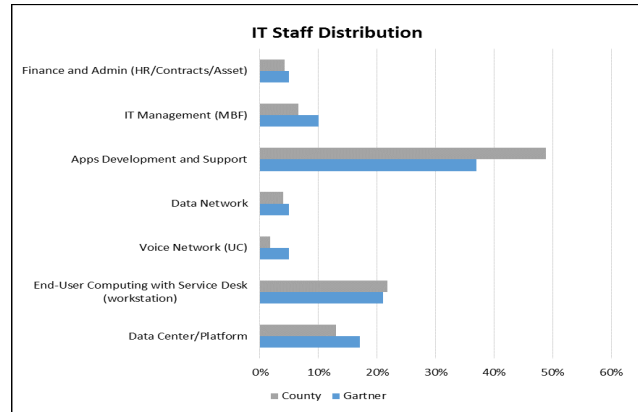 IT Staff Distribution
Finance and Admin (HR/Contracts/Asset)
IT Management (MBF)
Apps Development and Support
Data Network
Voice Network (UC)
End-User Computing with Service Desk
(workstation)
Data Center/Platform
0% 10% 20% 30% 40% 50% 60%
County Gartner